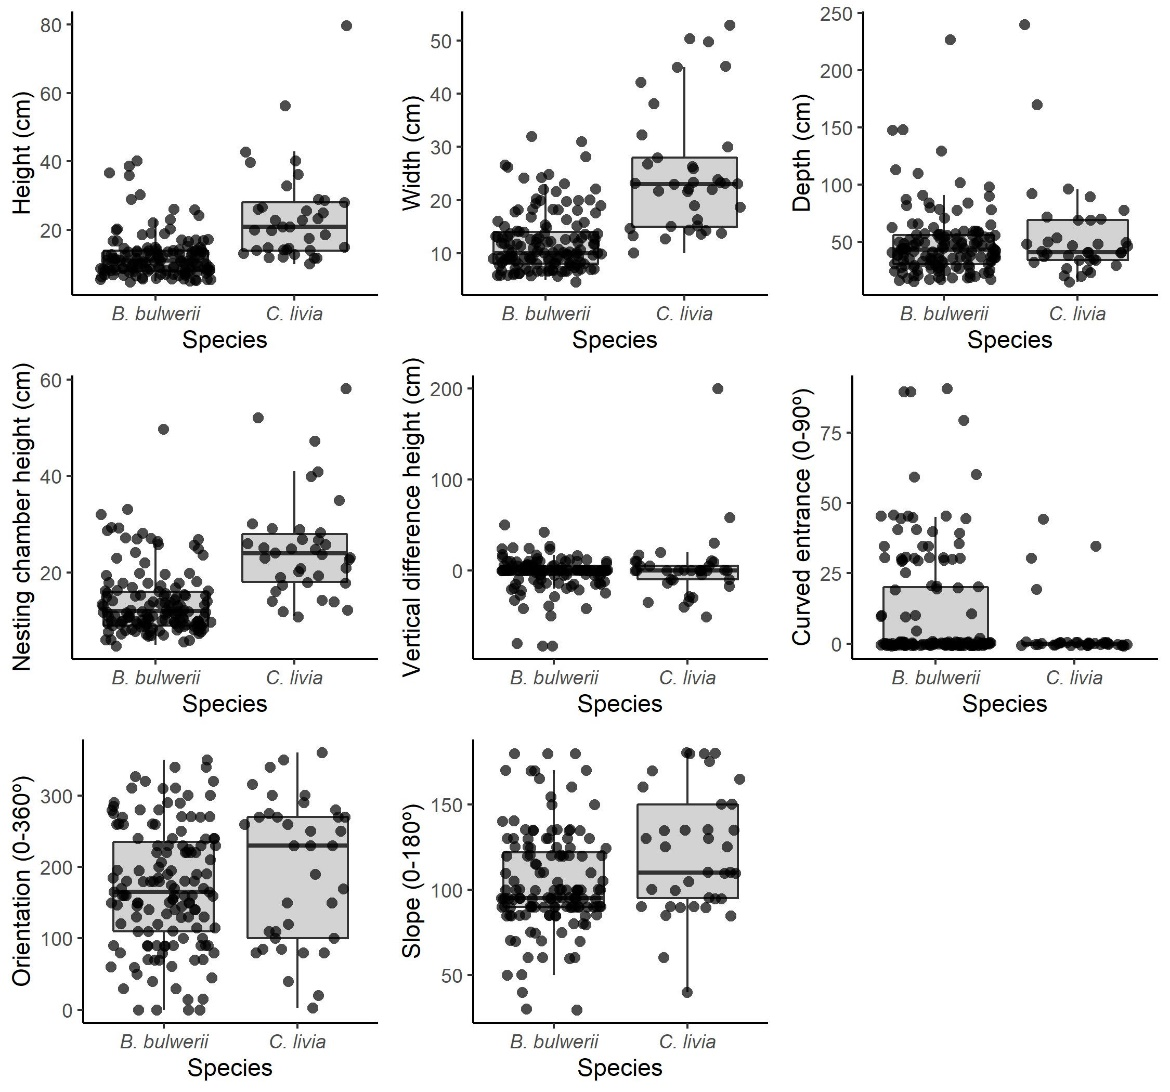 Height (cm)
80
60
40
20
B. bulwerii
C. livia
Species
Width (cm)
50
40
30
20
10
B. bulwerii
C. livia
Species
Depth (cm)
250
200
150
100
50
B. bulwerii
C. livia
Species
Nesting chamber height (cm)
60
40
20
B. bulwerii
C. livia
Species
Vertical difference height (cm)
200
100
0
B. bulwerii
C. livia
Species
Curved entrance (0-90º)
75
50
25
0
B. bulwerii
C. livia
Species
Orientation (0-360º)
300
200
100
0
B. bulwerii
C. livia
Species
Slope (0-180º)
150
100
50
B. bulwerii
C. livia
Species